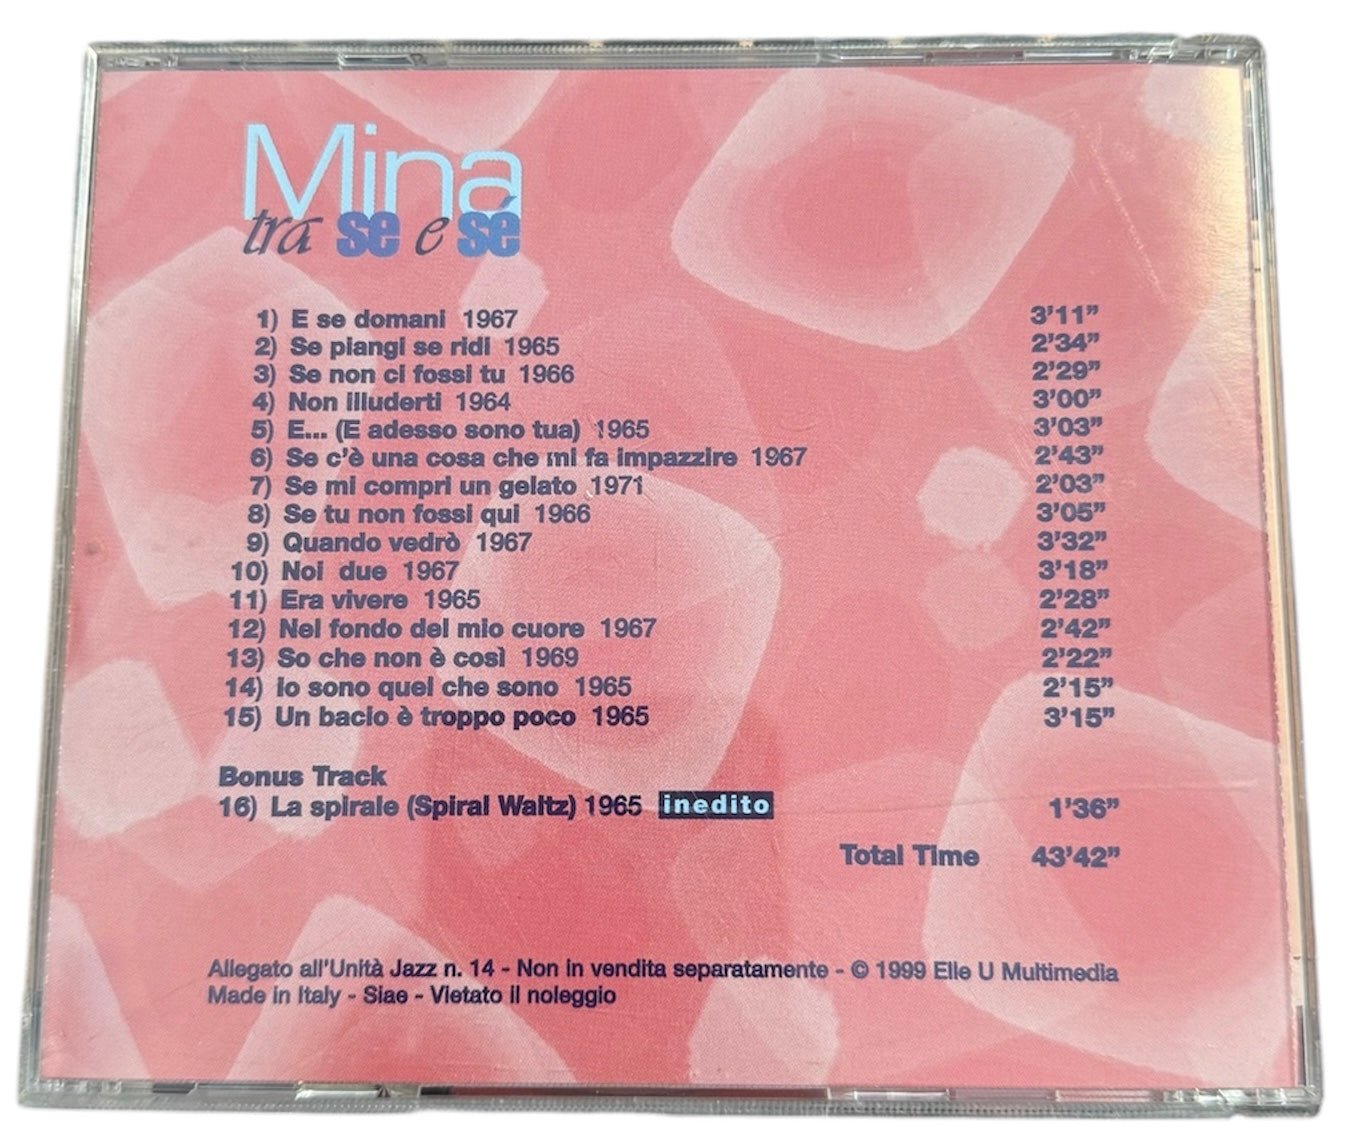 Mina
tra se e sé
1) E se domani 1967 3'11"
2) Se piangi se ridi 1965 2'34"
3) Se non ci fossi tu 1966 2'29"
4) Non illuderti 1964 3'00"
5) E... (E adesso sono tua) 1965 3'03"
6) Se c'è una cosa che mi fa impazzire 1967 2'43"
7) Se mi compri un gelato 1971 2'03"
8) Se tu non fossi qui 1966 3'05"
9) Quando vedrò 1967 3'32"
10) Noi due 1967 3'18"
11) Era vivere 1965 2'28"
12) Nel fondo del mio cuore 1967 2'42"
13) So che non è così 1969 2'22"
14) Io sono quel che sono 1965 2'15"
15) Un bacio è troppo poco 1965 3'15"
Bonus Track
16) La spirale (Spiral Waltz) 1965 inedito 1'36"
Total Time 43'42"
Allegato all'Unità Jazz n. 14 - Non in vendita separatamente - © 1999 Elle U Multimedia
Made in Italy - Siae - Vietato il noleggio